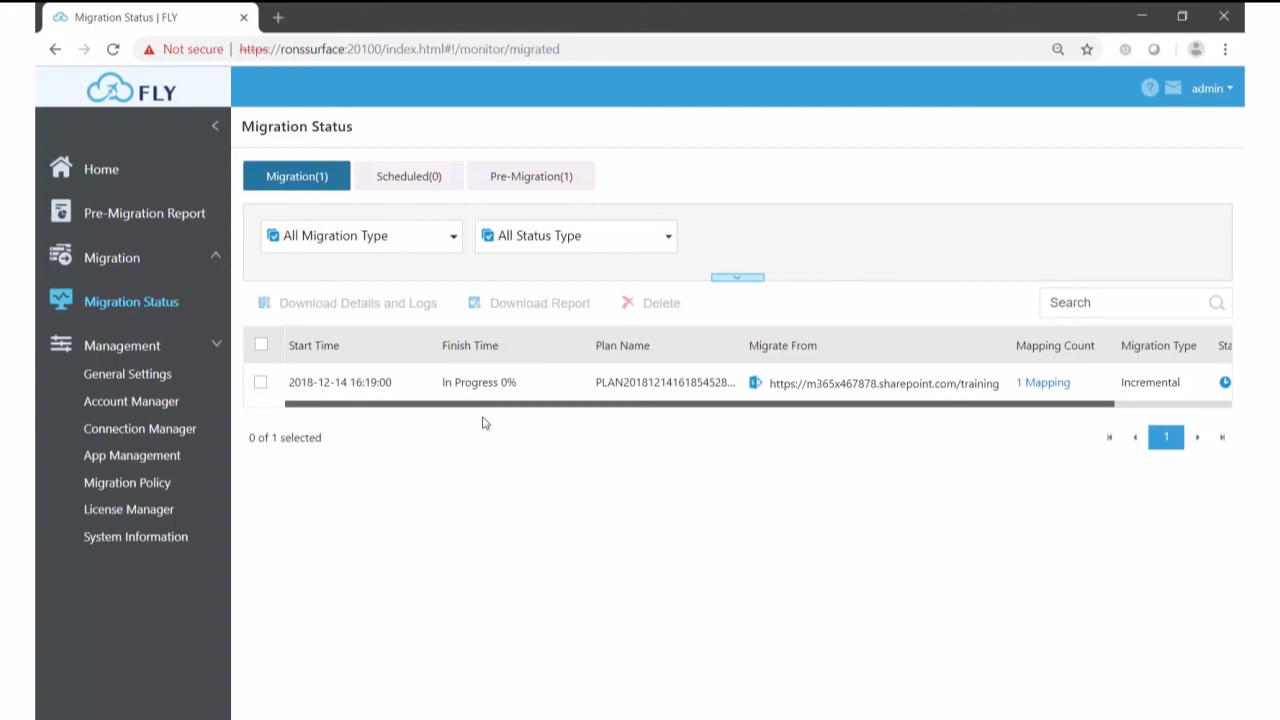 Migration Status | FLY
Not secure | https://ronssurface:20100/index.html#!/monitor/migrated
FLY
admin
Migration Status
Home
Pre-Migration Report
Migration
Migration Status
Management
General Settings
Account Manager
Connection Manager
App Management
Migration Policy
License Manager
System Information
Migration(1) Scheduled(0) Pre-Migration(1)
All Migration Type All Status Type
Download Details and Logs Download Report Delete Search
Start Time Finish Time Plan Name Migrate From Mapping Count Migration Type Sta
2018-12-14 16:19:00 In Progress 0% PLAN20181214161854528... https://m365x467878.sharepoint.com/training 1 Mapping Incremental
0 of 1 selected 1